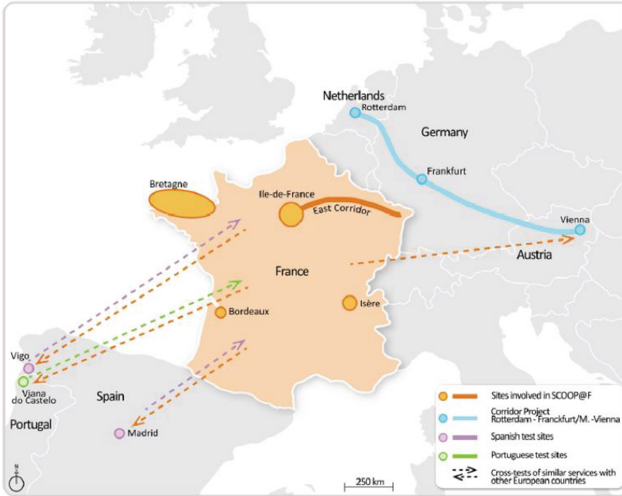 Netherlands
Rotterdam
Germany
Frankfurt
Bretagne
Ile-de-France
East Corridor
Vienna
Austria
France
Bordeaux
Isère
Vigo
Viana
do Castelo
Spain
Portugal
Madrid
Sites involved in SCOOP@F
Corridor Project
Rotterdam - Franckfurt/M. -Vienna
Spanish test sites
Portuguese test sites
Cross-tests of similar services with
other European countries
N
250 km